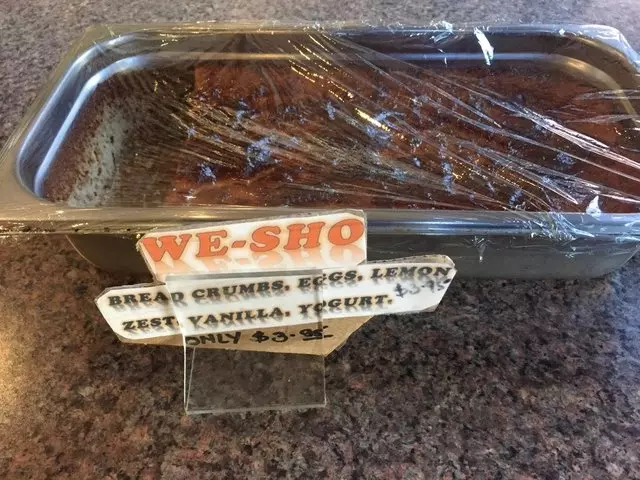 WE-SHO
BREAD CRUMBS, EGGS, LEMON
ZEST, VANILLA, YOGURT.
ONLY $3.95